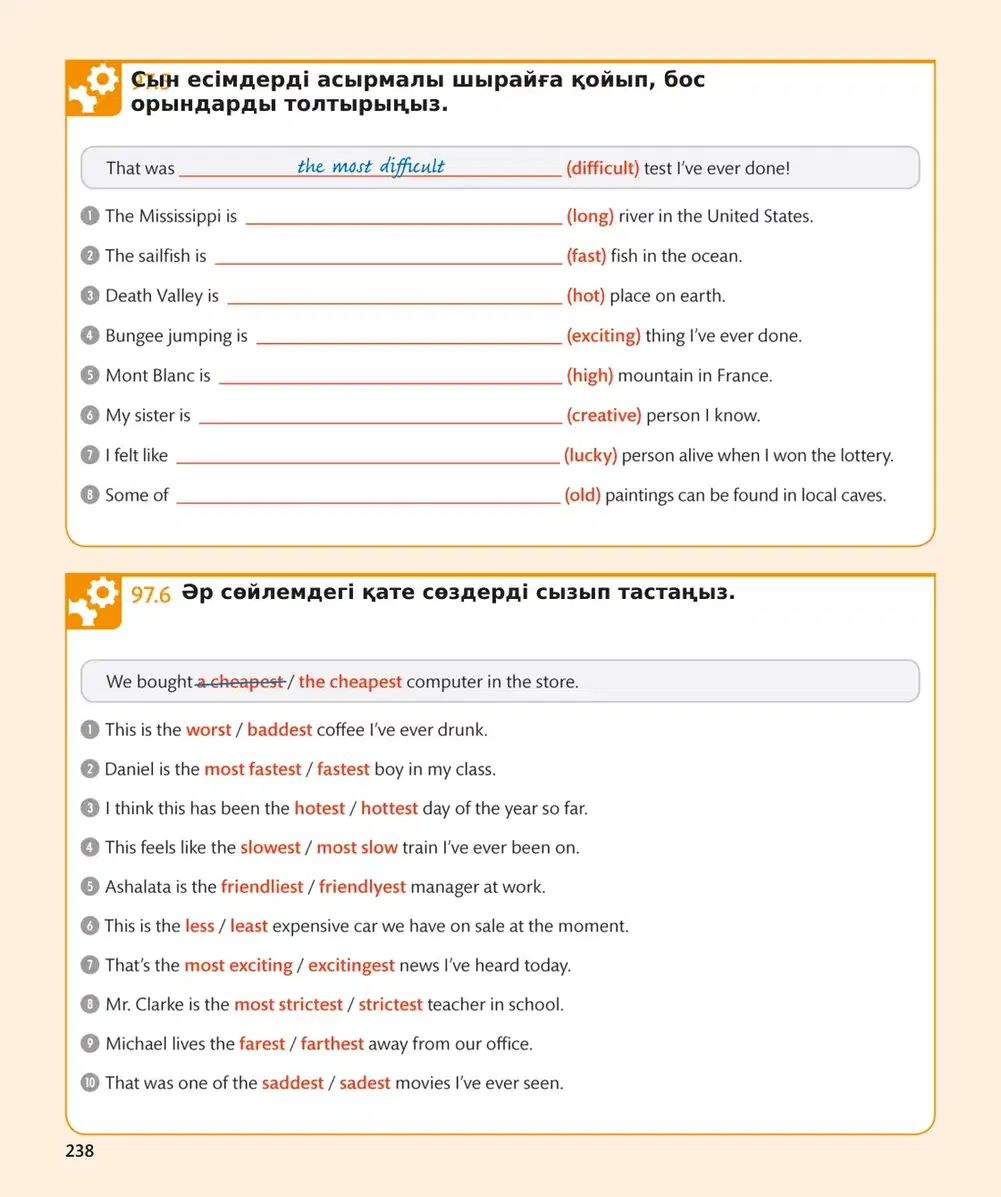 Сын есімдерді асырмалы шырайға қойып, бос
орындарды толтырыңыз.
That was the most difficult (difficult) test I've ever done!
1 The Mississippi is (long) river in the United States.
2 The sailfish is (fast) fish in the ocean.
3 Death Valley is (hot) place on earth.
4 Bungee jumping is (exciting) thing I've ever done.
5 Mont Blanc is (high) mountain in France.
6 My sister is (creative) person I know.
7 I felt like (lucky) person alive when I won the lottery.
8 Some of (old) paintings can be found in local caves.
97.6 Әр сөйлемдегі қате сөздерді сызып тастаңыз.
We bought a cheapest / the cheapest computer in the store.
1 This is the worst / baddest coffee I've ever drunk.
2 Daniel is the most fastest / fastest boy in my class.
3 I think this has been the hotest / hottest day of the year so far.
4 This feels like the slowest / most slow train I've ever been on.
5 Ashalata is the friendliest / friendlyest manager at work.
6 This is the less / least expensive car we have on sale at the moment.
7 That's the most exciting / excitingest news I've heard today.
8 Mr. Clarke is the most strictest / strictest teacher in school.
9 Michael lives the farest / farthest away from our office.
10 That was one of the saddest / sadest movies I've ever seen.
238